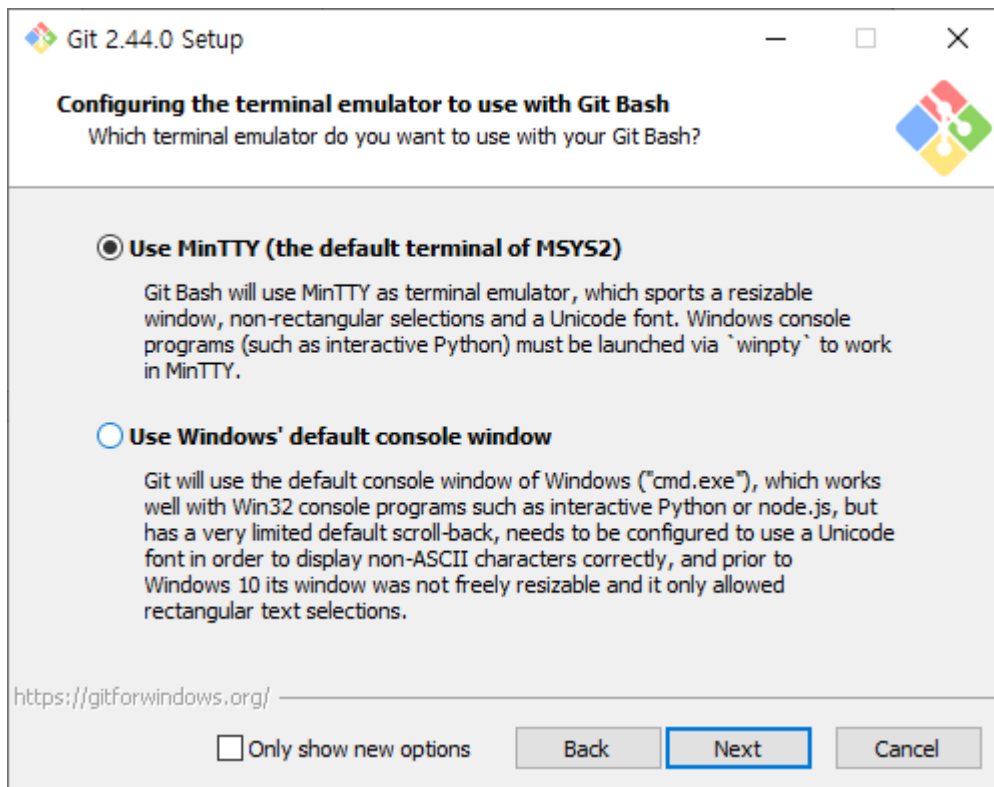 Git 2.44.0 Setup
Configuring the terminal emulator to use with Git Bash
Which terminal emulator do you want to use with your Git Bash?
Use MinTTY (the default terminal of MSYS2)
Git Bash will use MinTTY as terminal emulator, which sports a resizable
window, non-rectangular selections and a Unicode font. Windows console
programs (such as interactive Python) must be launched via `winpty` to work
in MinTTY.
Use Windows' default console window
Git will use the default console window of Windows ("cmd.exe"), which works
well with Win32 console programs such as interactive Python or node.js, but
has a very limited default scroll-back, needs to be configured to use a Unicode
font in order to display non-ASCII characters correctly, and prior to
Windows 10 its window was not freely resizable and it only allowed
rectangular text selections.
https://gitforwindows.org/
Only show new options
Back
Next
Cancel